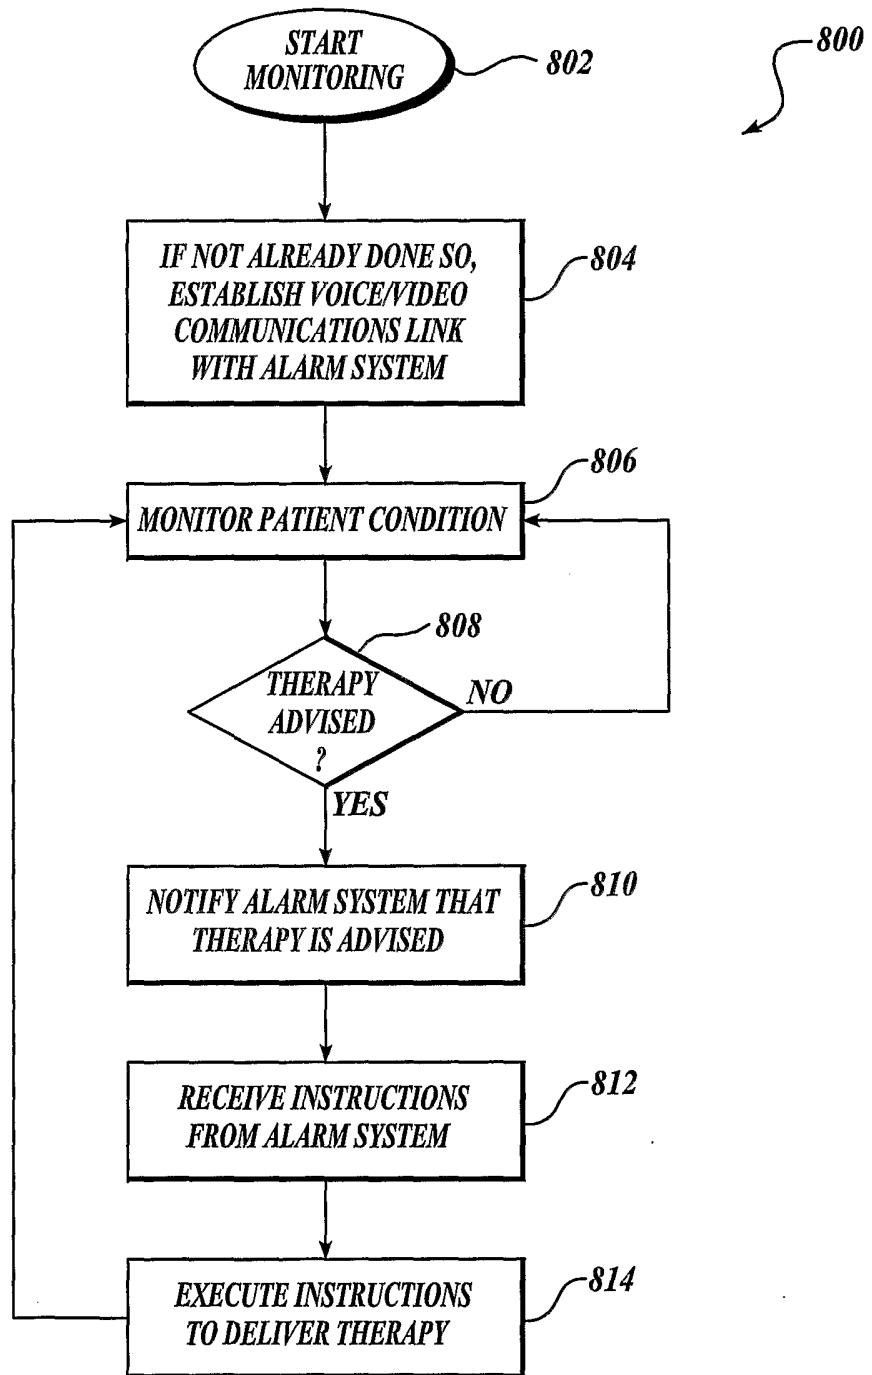 START
MONITORING
802
800
IF NOT ALREADY DONE SO,
ESTABLISH VOICE/VIDEO
COMMUNICATIONS LINK
WITH ALARM SYSTEM
804
806
MONITOR PATIENT CONDITION
808
THERAPY
ADVISED
?
NO
YES
NOTIFY ALARM SYSTEM THAT
THERAPY IS ADVISED
810
RECEIVE INSTRUCTIONS
FROM ALARM SYSTEM
812
EXECUTE INSTRUCTIONS
TO DELIVER THERAPY
814